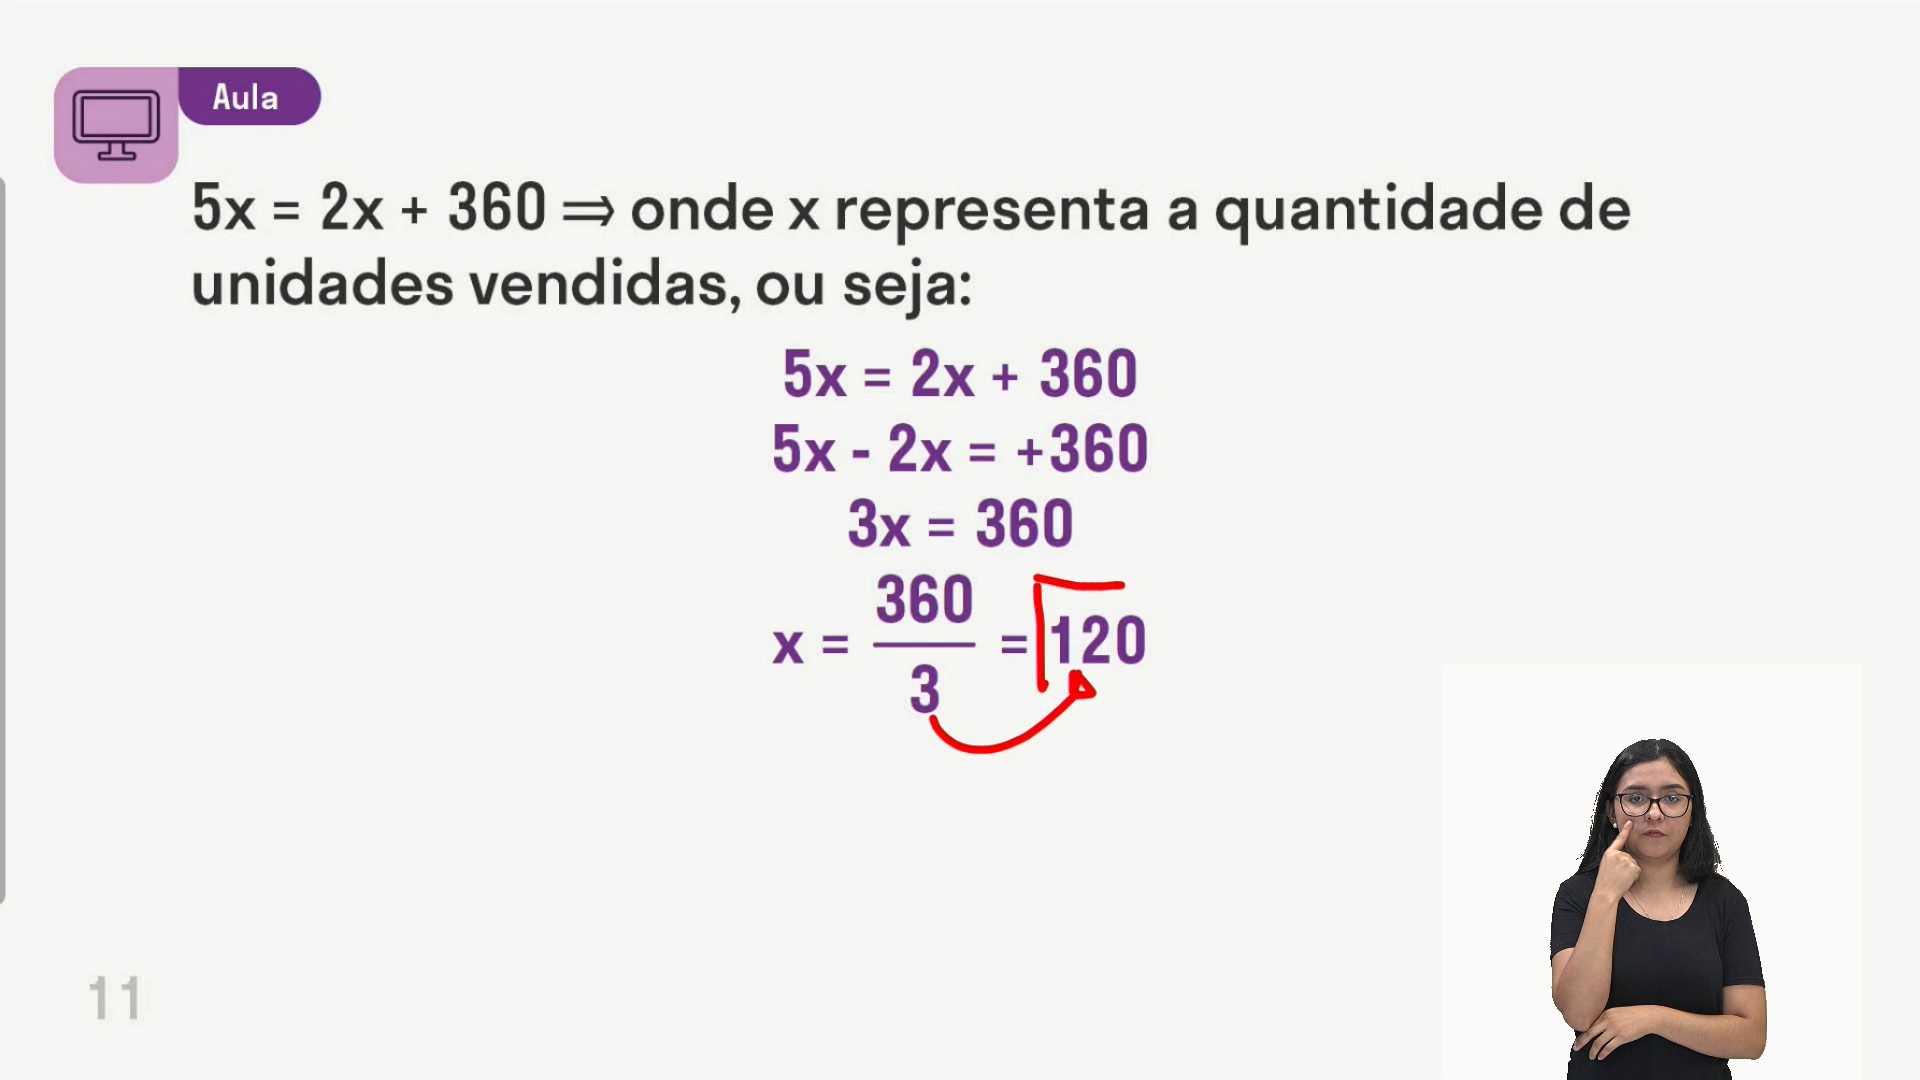 Aula
5x = 2x + 360 ⇒ onde x representa a quantidade de
unidades vendidas, ou seja:
5x = 2x + 360
5x - 2x = +360
3x = 360
x = 360/3 = 120
11